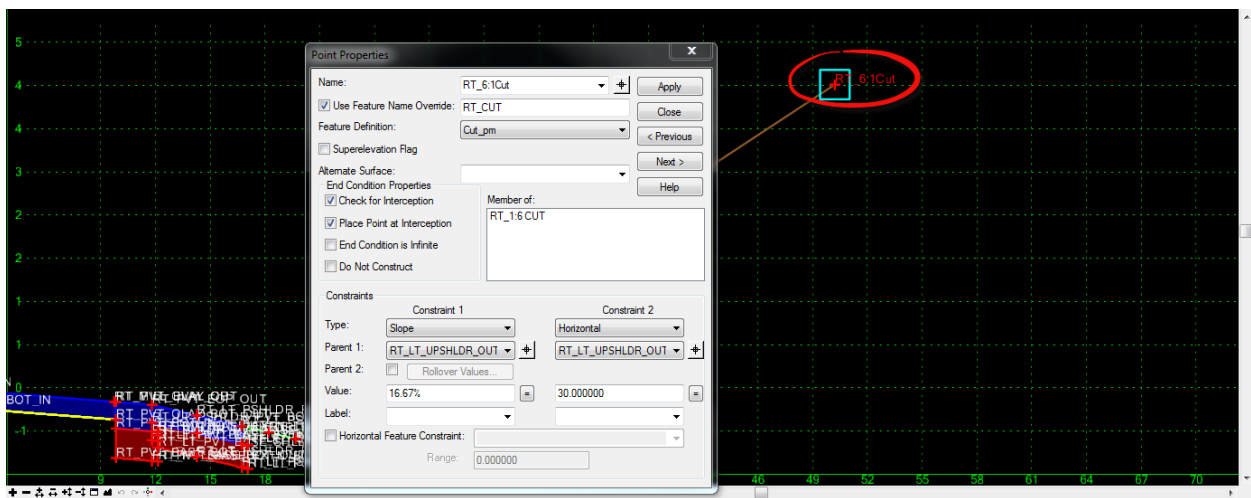 Point Properties
Name: RT_6:1Cut Apply
Use Feature Name Override: RT_CUT Close
Feature Definition: Cut_pm < Previous
Superelevation Flag Next >
Alternate Surface: Help
End Condition Properties
Check for Interception
Place Point at Interception
End Condition is Infinite
Do Not Construct
Member of:
RT_1:6 CUT
Constraints
Constraint 1 Constraint 2
Type: Slope Horizontal
Parent 1: RT_LT_UPSHLDR_OUT RT_LT_UPSHLDR_OUT
Parent 2: Rollover Values...
Value: 16.67% = 30.000000 =
Label:
Horizontal Feature Constraint:
Range: 0.000000
RT_6:1Cut
5
4
4
3
2
2
1
1
0
-1
BOT_IN
9 12 15 18 46 49 52 55 58 61 64 67 70